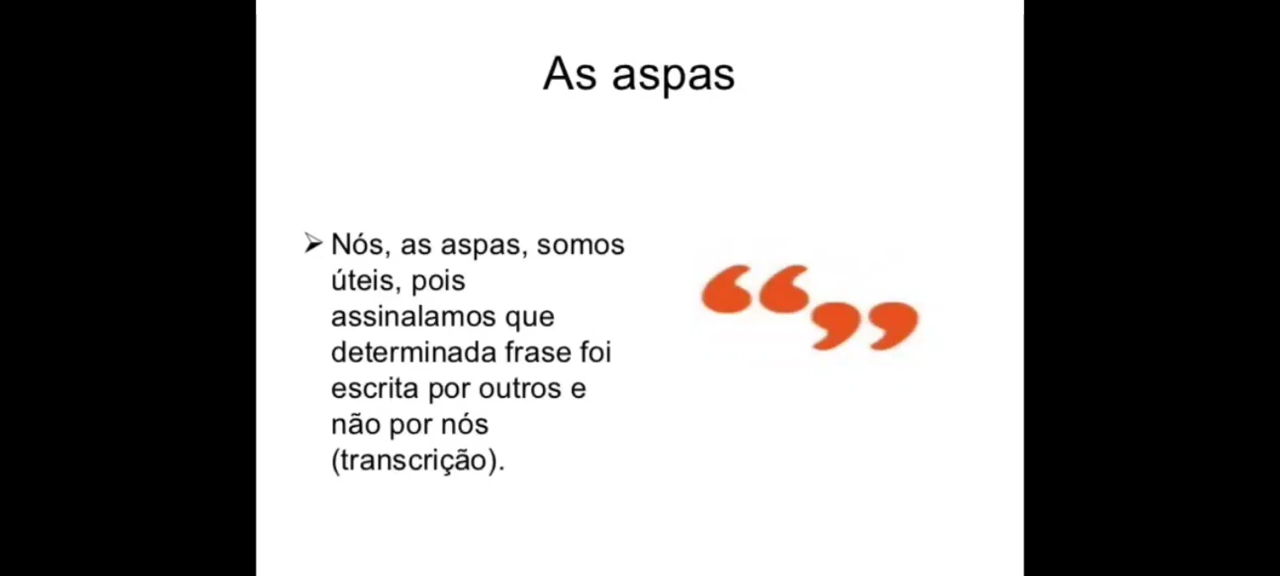 As aspas
➢ Nós, as aspas, somos
úteis, pois
assinalamos que
determinada frase foi
escrita por outros e
não por nós
(transcrição).
“ ”